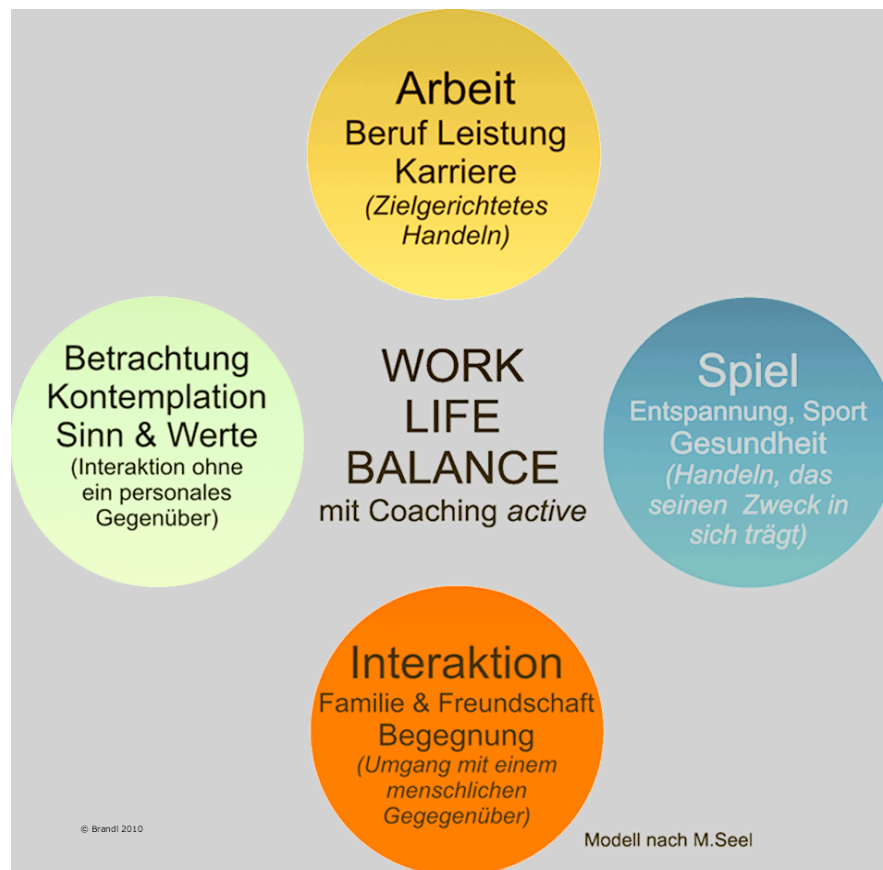 Arbeit
Beruf Leistung
Karriere
(Zielgerichtetes
Handeln)
Betrachtung
Kontemplation
Sinn & Werte
(Interaktion ohne
ein personales
Gegenüber)
WORK
LIFE
BALANCE
mit Coaching active
Spiel
Entspannung, Sport
Gesundheit
(Handeln, das
seinen Zweck in
sich trägt)
Interaktion
Familie & Freundschaft
Begegnung
(Umgang mit einem
menschlichen
Gegegenüber)
© Brandl 2010
Modell nach M.Seel